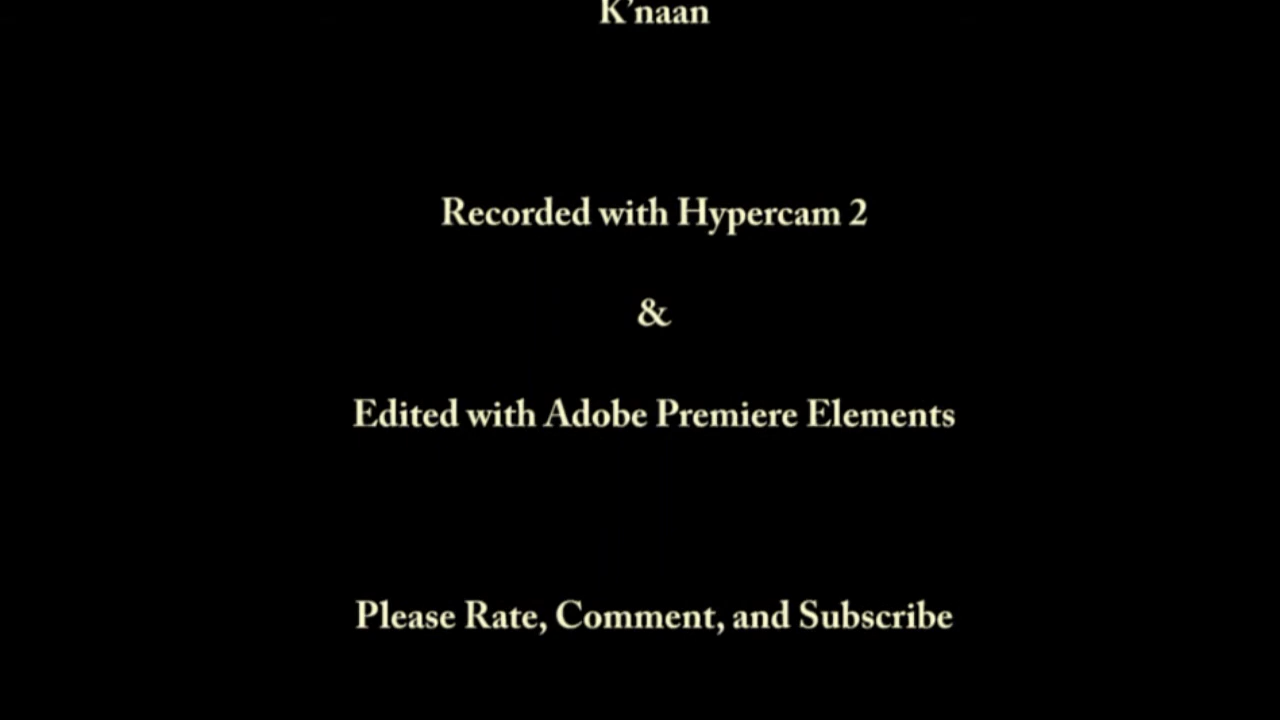 K’naan
Recorded with Hypercam 2
&
Edited with Adobe Premiere Elements
Please Rate, Comment, and Subscribe